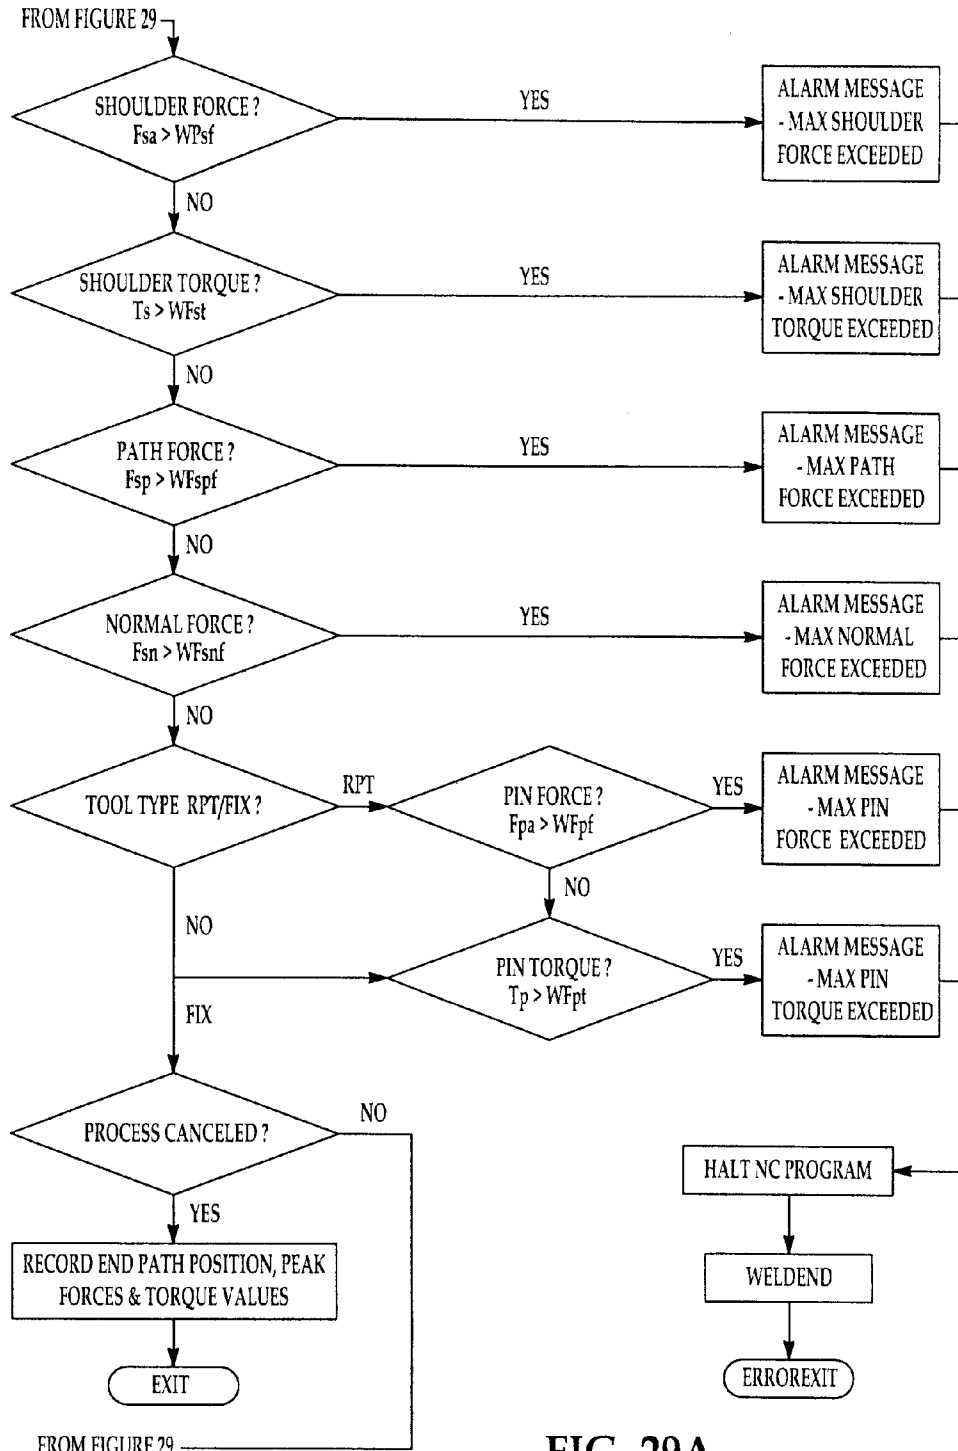 FROM FIGURE 29
SHOULDER FORCE ?
Fsa > WPsf
YES
ALARM MESSAGE
- MAX SHOULDER
FORCE EXCEEDED
NO
SHOULDER TORQUE ?
Ts > WFst
YES
ALARM MESSAGE
- MAX SHOULDER
TORQUE EXCEEDED
NO
PATH FORCE ?
Fsp > WFspf
YES
ALARM MESSAGE
- MAX PATH
FORCE EXCEEDED
NO
NORMAL FORCE ?
Fsn > WFsnf
YES
ALARM MESSAGE
- MAX NORMAL
FORCE EXCEEDED
NO
TOOL TYPE RPT/FIX ?
RPT
PIN FORCE ?
Fpa > WFpf
YES
ALARM MESSAGE
- MAX PIN
FORCE EXCEEDED
NO
NO
PIN TORQUE ?
Tp > WFpt
YES
ALARM MESSAGE
- MAX PIN
TORQUE EXCEEDED
FIX
PROCESS CANCELED ?
NO
YES
RECORD END PATH POSITION, PEAK
FORCES & TORQUE VALUES
EXIT
HALT NC PROGRAM
WELDEND
ERROREXIT
FROM FIGURE 29
FIG. 29A